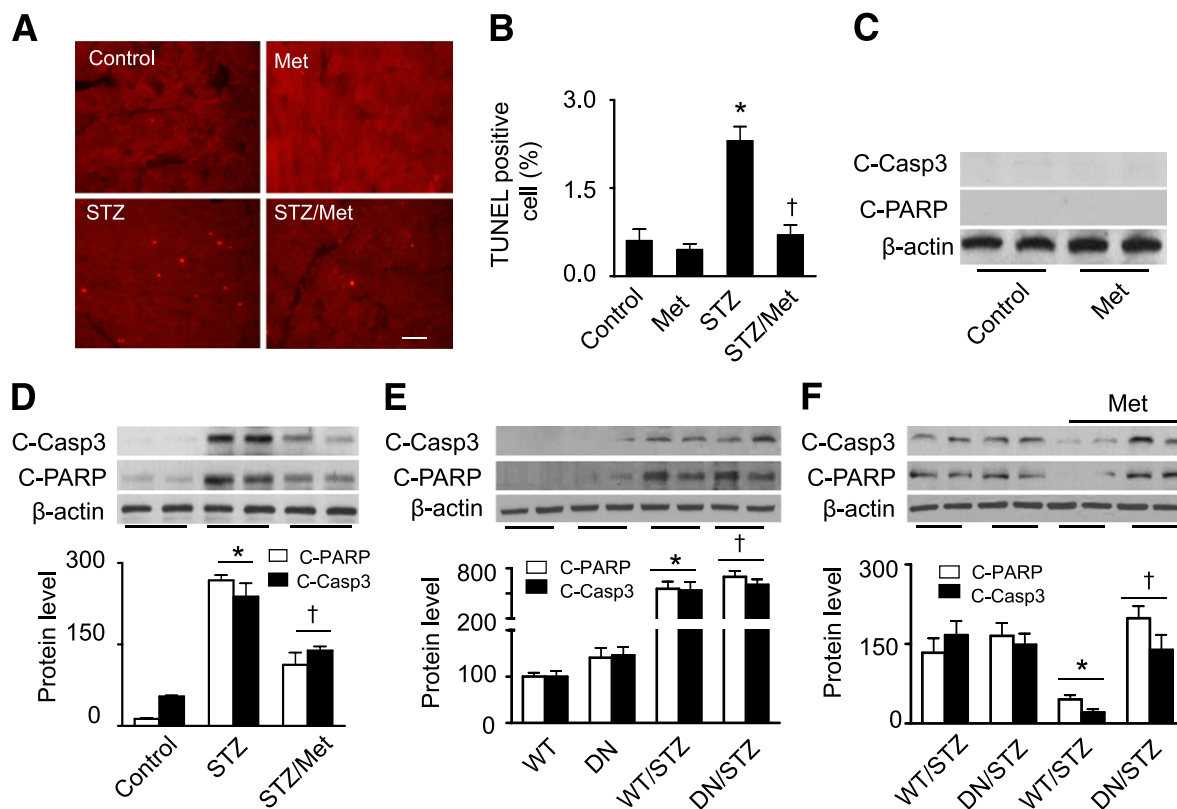 A
Control
Met
STZ
STZ/Met
B
TUNEL positive
cell (%)
3.0
1.5
0.0
*
†
Control
Met
STZ
STZ/Met
C
C-Casp3
C-PARP
β-actin
Control
Met
D
C-Casp3
C-PARP
β-actin
Protein level
300
150
0
*
†
C-PARP
C-Casp3
Control
STZ
STZ/Met
E
C-Casp3
C-PARP
β-actin
Protein level
800
400
200
100
0
*
†
C-PARP
C-Casp3
WT
DN
WT/STZ
DN/STZ
F
Met
C-Casp3
C-PARP
β-actin
Protein level
300
150
0
C-PARP
C-Casp3
*
†
WT/STZ
DN/STZ
WT/STZ
DN/STZ